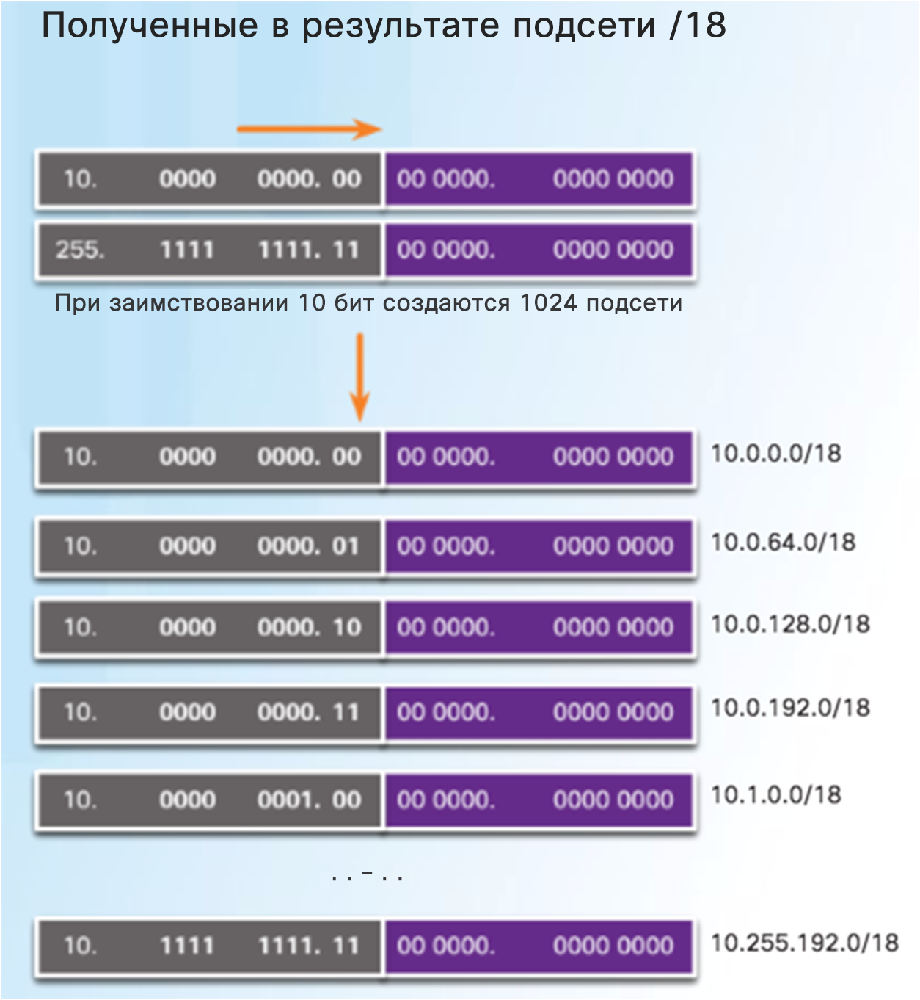 Полученные в результате подсети /18
10. 0000 0000. 00 00 0000. 0000 0000
255. 1111 1111. 11 00 0000. 0000 0000
При заимствовании 10 бит создаются 1024 подсети
10. 0000 0000. 00 00 0000. 0000 0000 10.0.0.0/18
10. 0000 0000. 01 00 0000. 0000 0000 10.0.64.0/18
10. 0000 0000. 10 00 0000. 0000 0000 10.0.128.0/18
10. 0000 0000. 11 00 0000. 0000 0000 10.0.192.0/18
10. 0000 0001. 00 00 0000. 0000 0000 10.1.0.0/18
. . - . .
10. 1111 1111. 11 00 0000. 0000 0000 10.255.192.0/18